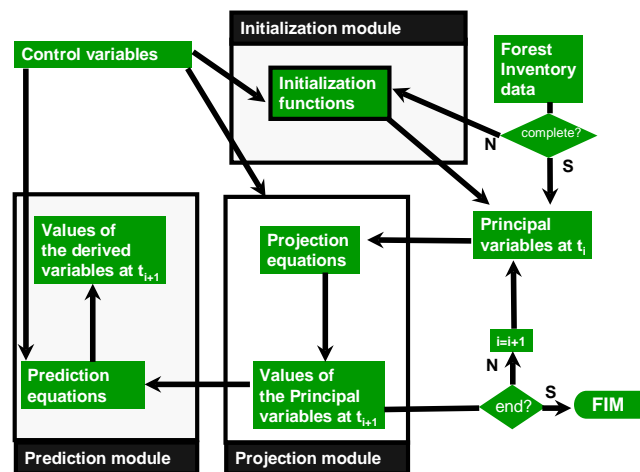 Initialization module
Control variables
Initialization
functions
Forest
Inventory
data
complete?
N
S
Values of
the derived
variables at ti+1
Projection
equations
Principal
variables at ti
i=i+1
N
Prediction
equations
Values of
the Principal
variables at ti+1
end?
S
FIM
Prediction module
Projection module